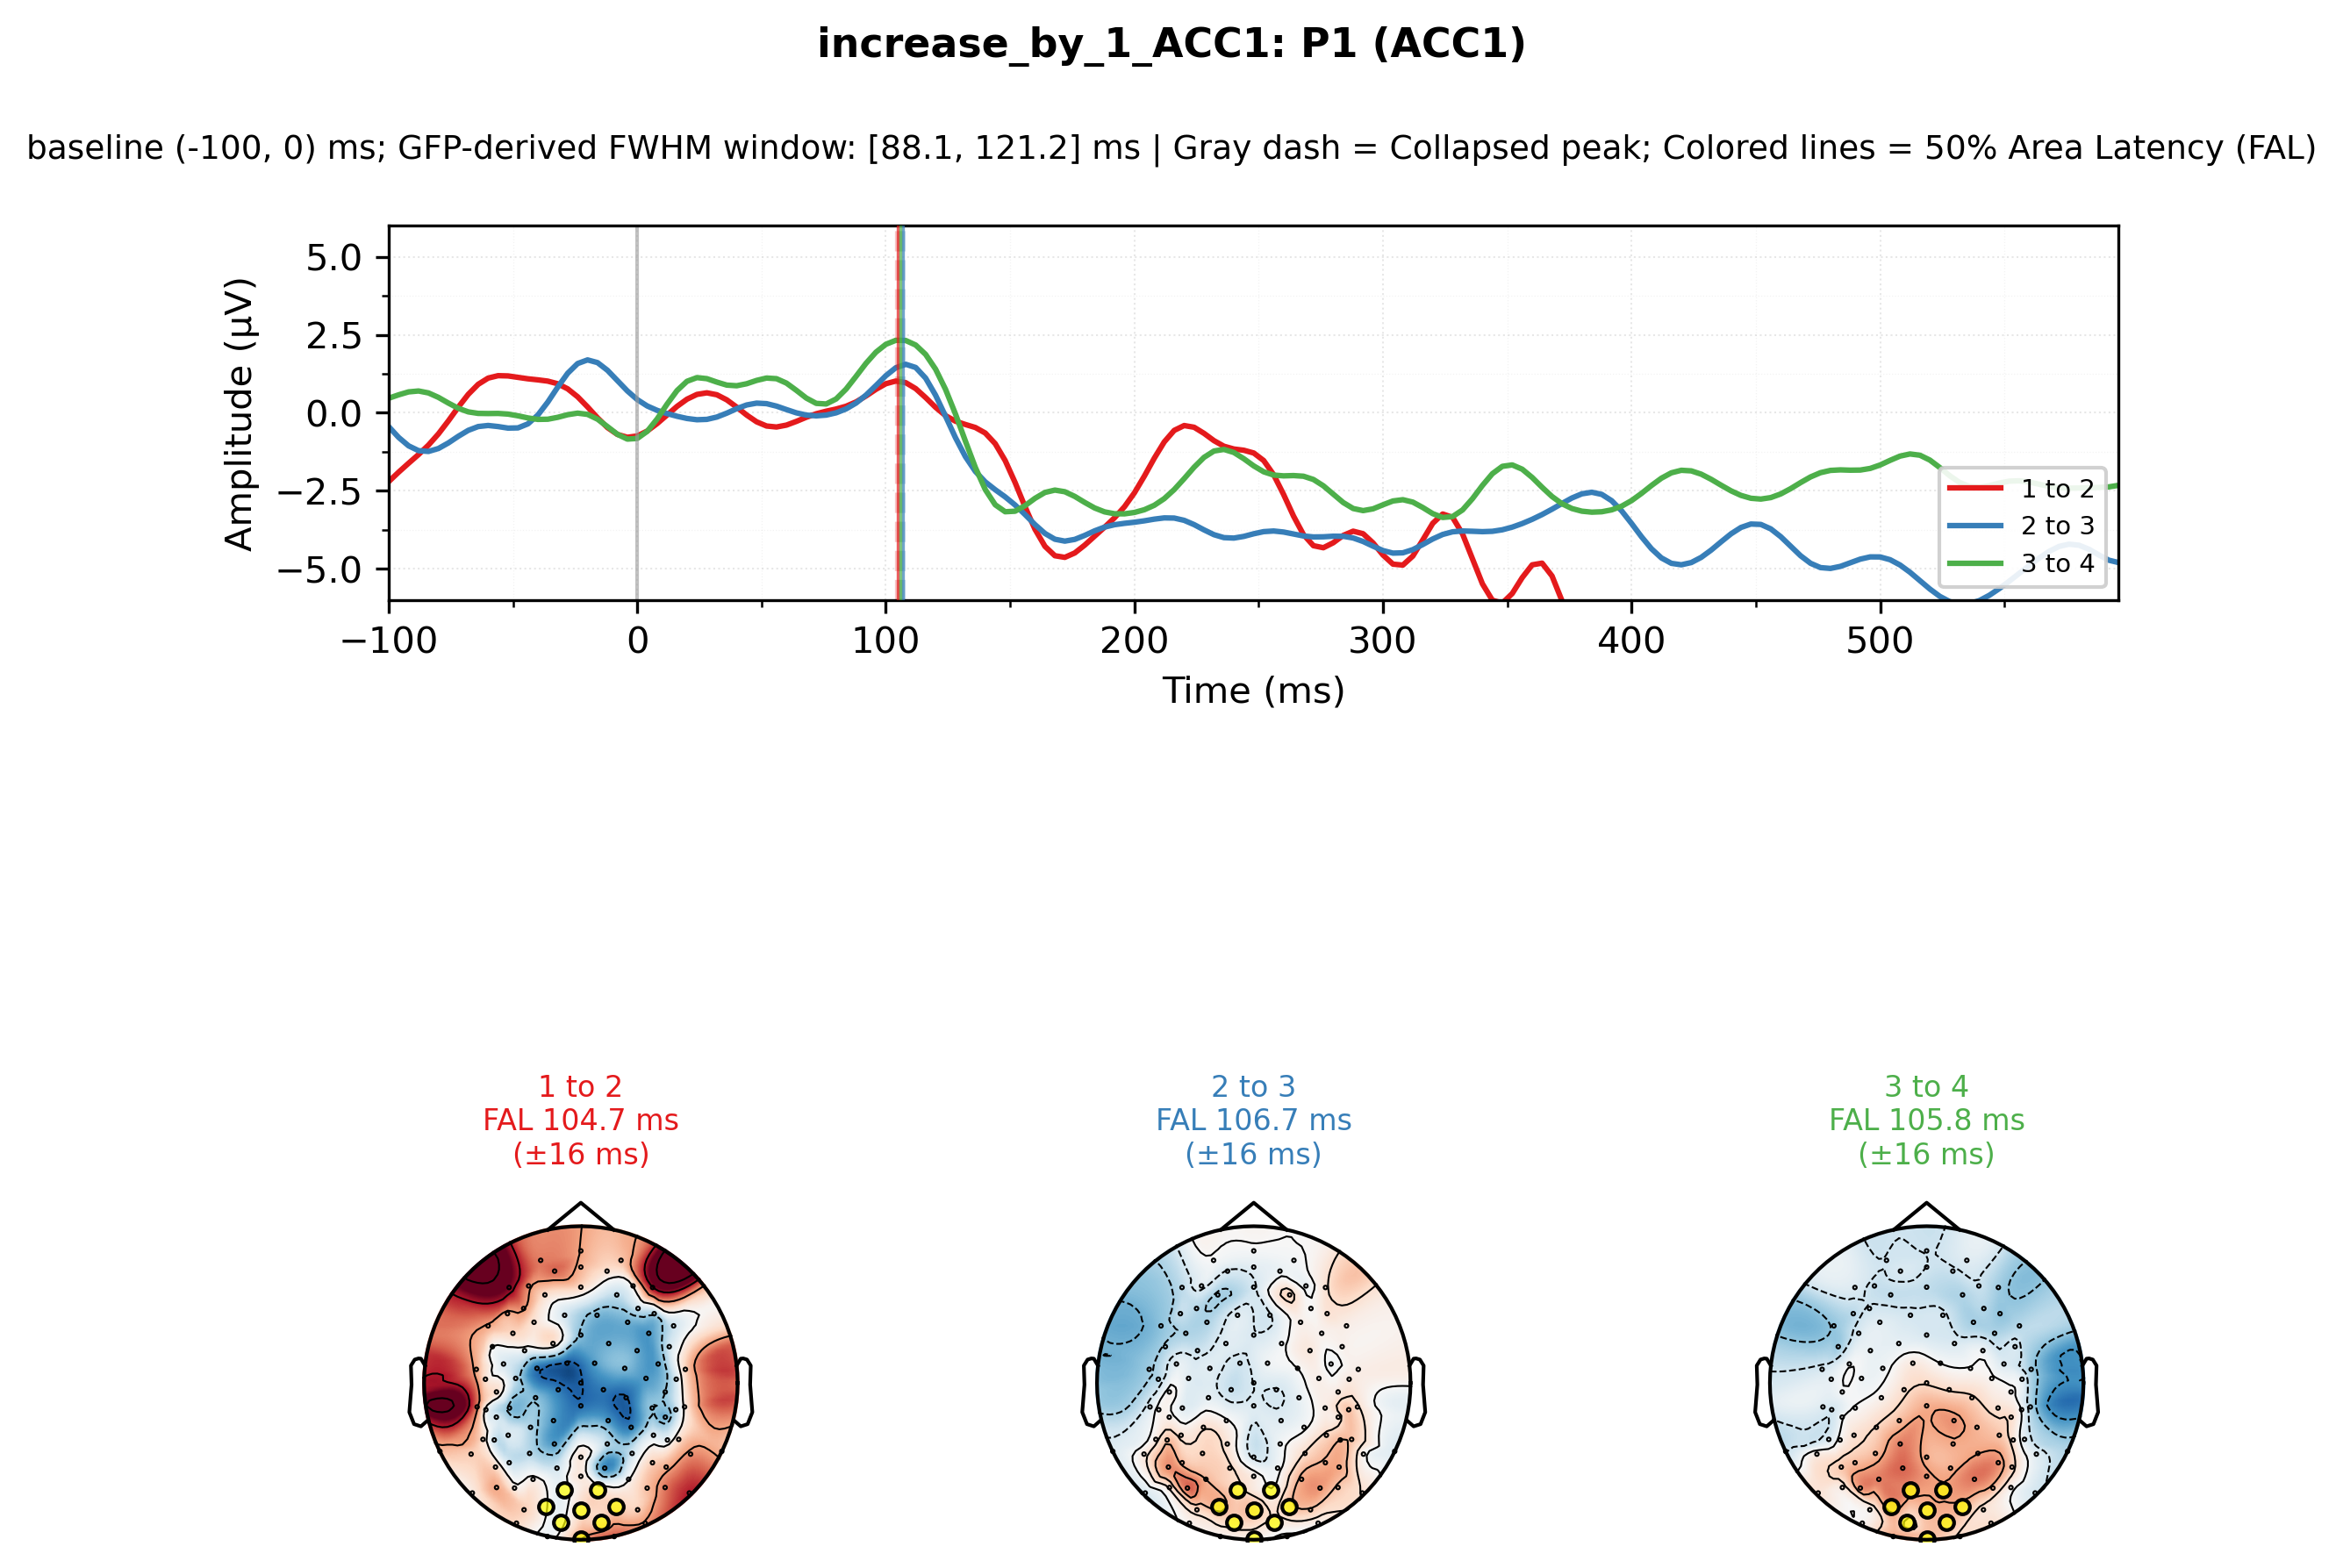 increase_by_1_ACC1: P1 (ACC1)
baseline (-100, 0) ms; GFP-derived FWHM window: [88.1, 121.2] ms | Gray dash = Collapsed peak; Colored lines = 50% Area Latency (FAL)
Amplitude (µV)
5.0
2.5
0.0
−2.5
−5.0
1 to 2
2 to 3
3 to 4
−100 0 100 200 300 400 500
Time (ms)
1 to 2
FAL 104.7 ms
(±16 ms)
2 to 3
FAL 106.7 ms
(±16 ms)
3 to 4
FAL 105.8 ms
(±16 ms)